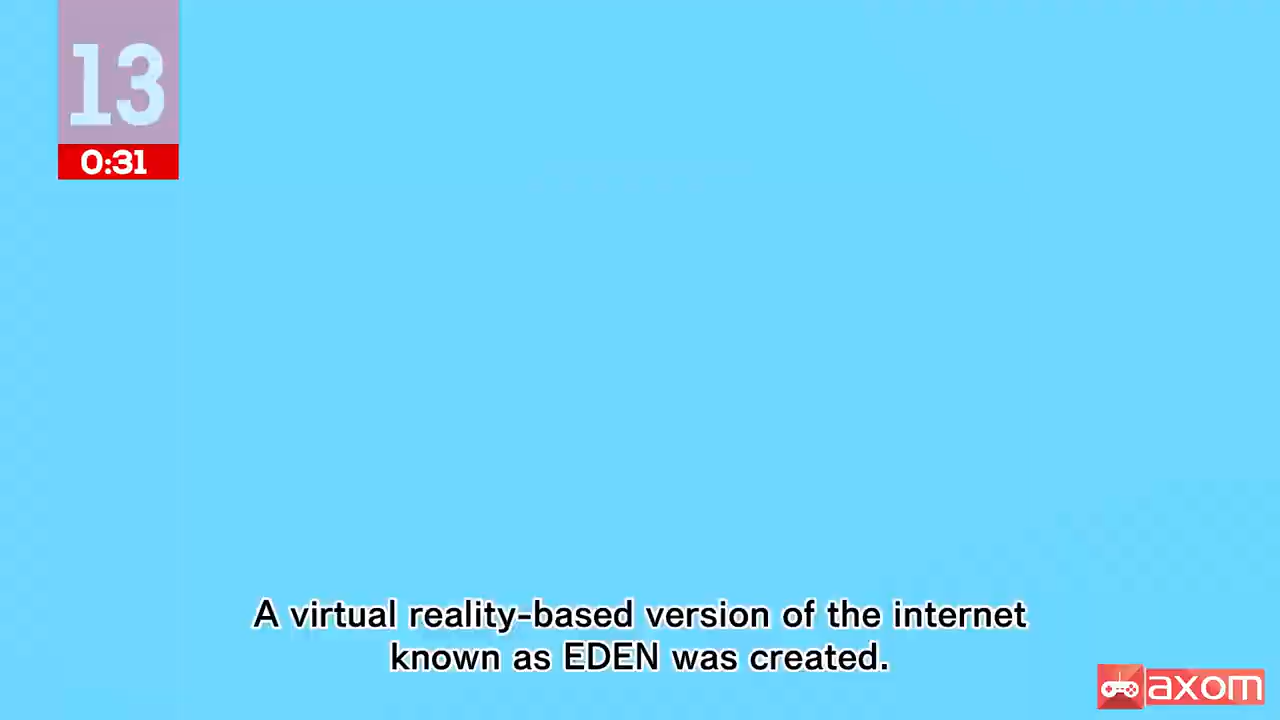 13
0:31
A virtual reality-based version of the internet
known as EDEN was created.
axom